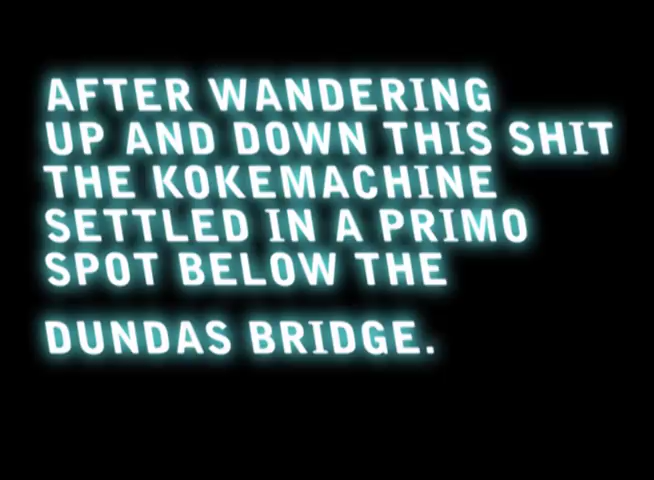 AFTER WANDERING
UP AND DOWN THIS SHIT
THE KOKEMACHINE
SETTLED IN A PRIMO
SPOT BELOW THE
DUNDAS BRIDGE.